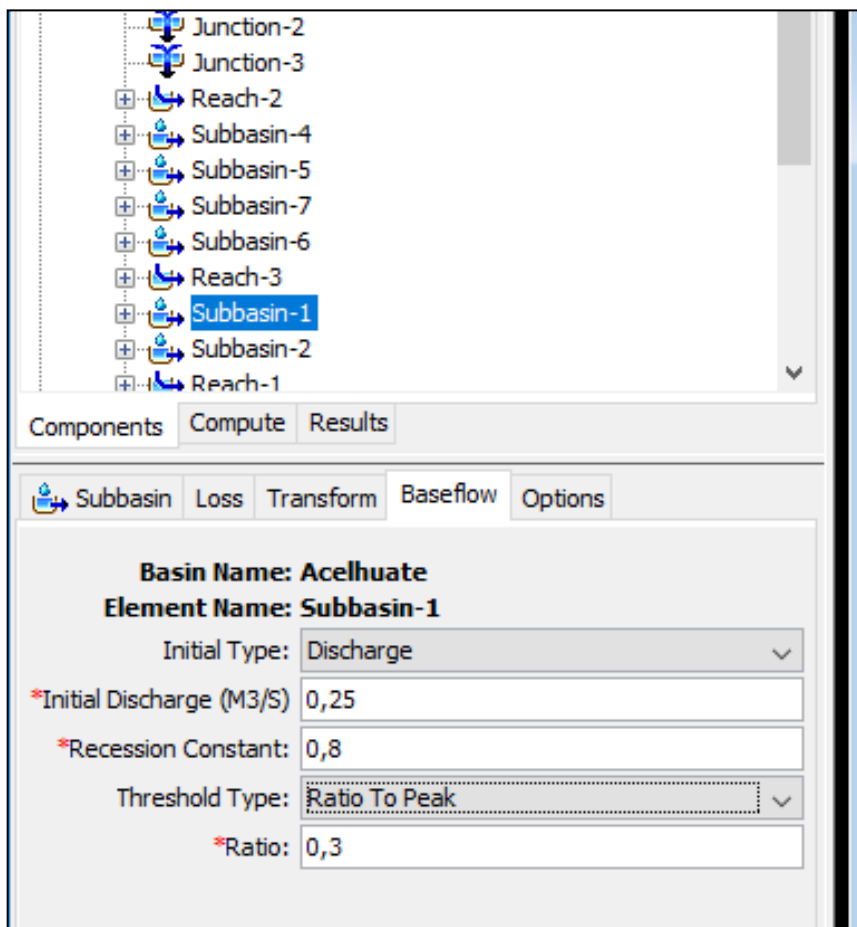 Junction-2
Junction-3
Reach-2
Subbasin-4
Subbasin-5
Subbasin-7
Subbasin-6
Reach-3
Subbasin-1
Subbasin-2
Reach-1
Components Compute Results
Subbasin Loss Transform Baseflow Options
Basin Name: Acelhuate
Element Name: Subbasin-1
Initial Type: Discharge
*Initial Discharge (M3/S) 0,25
*Recession Constant: 0,8
Threshold Type: Ratio To Peak
*Ratio: 0,3